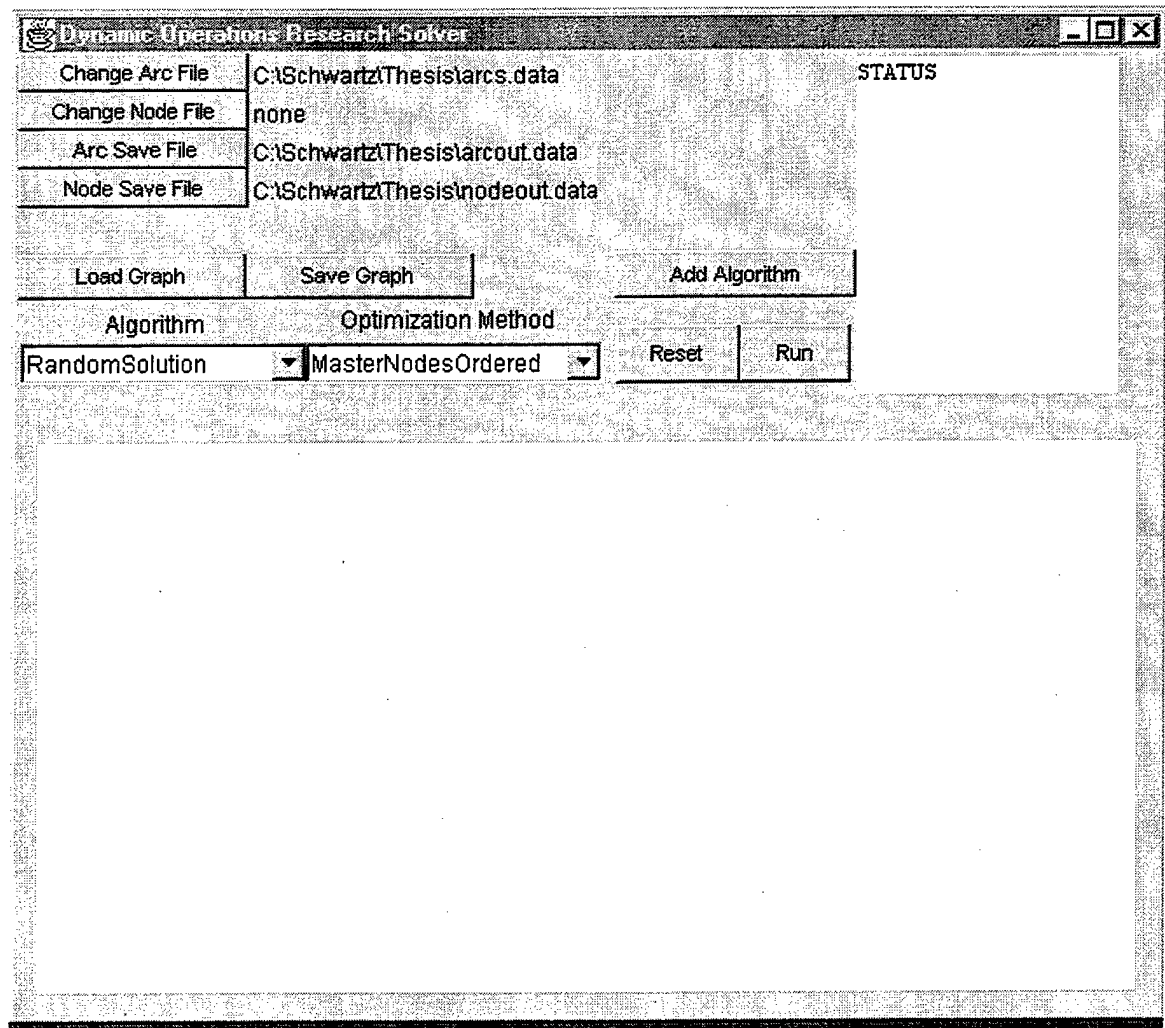 Dynamic Operations Research Solver
Change Arc File C:\Schwartz\Thesis\arcs.data
Change Node File none
Arc Save File C:\Schwartz\Thesis\arcout.data
Node Save File C:\Schwartz\Thesis\nodeout.data
STATUS
Load Graph Save Graph Add Algorithm
Algorithm Optimization Method
RandomSolution MasterNodesOrdered Reset Run